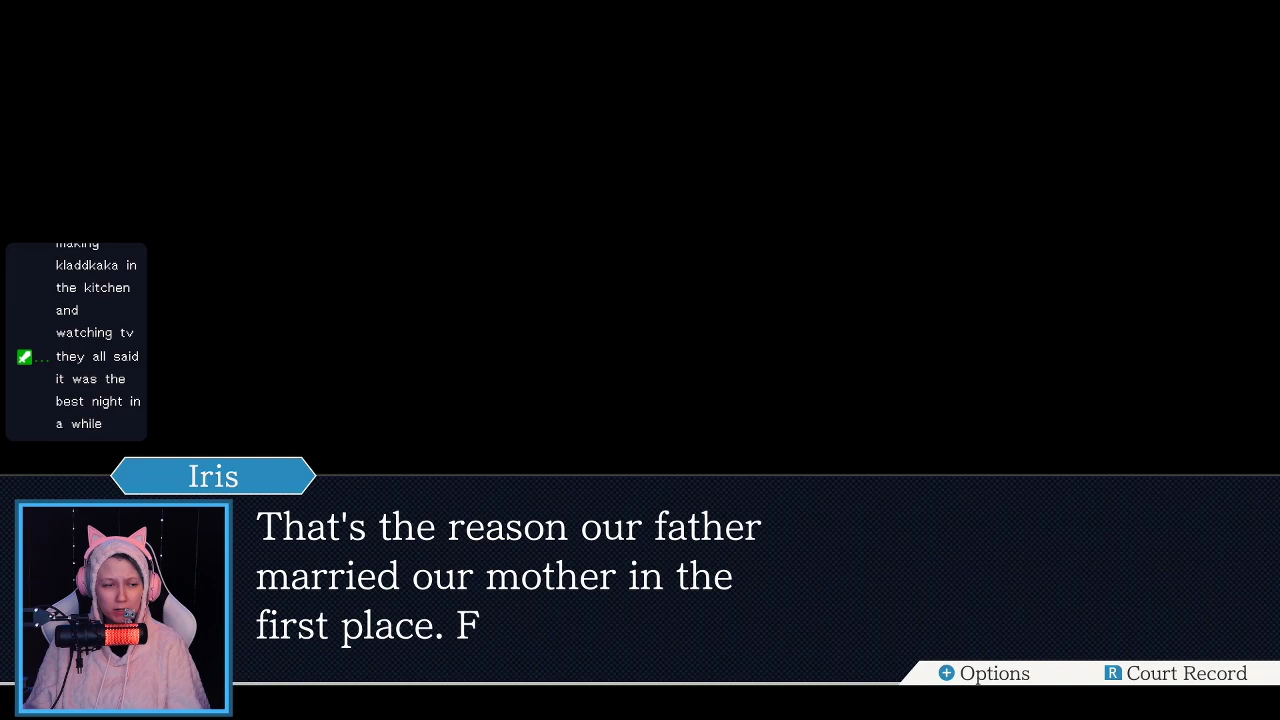 making
kladdkaka in
the kitchen
and
watching tv
... they all said
it was the
best night in
a while
Iris
That's the reason our father
married our mother in the
first place. F
+ Options
R Court Record